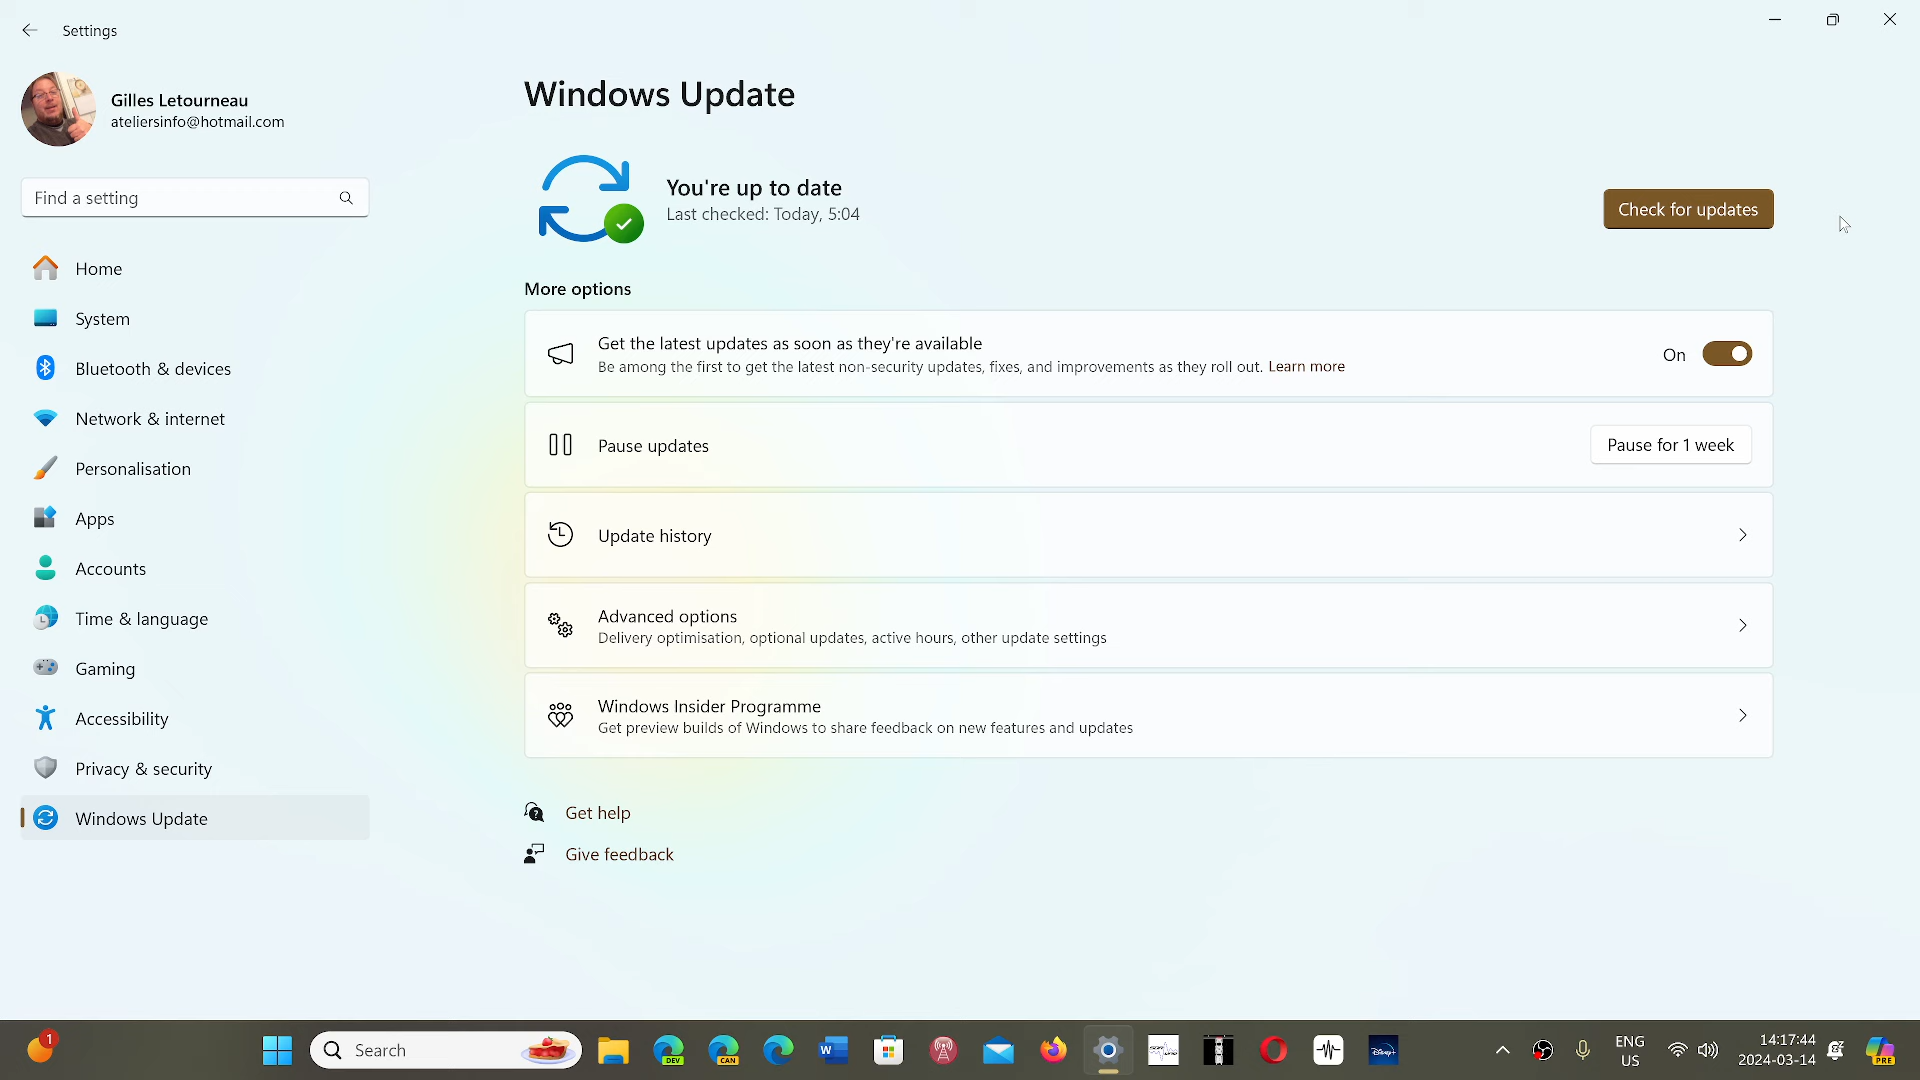 Settings
Gilles Letourneau
ateliersinfo@hotmail.com
Find a setting
Home
System
Bluetooth & devices
Network & internet
Personalisation
Apps
Accounts
Time & language
Gaming
Accessibility
Privacy & security
Windows Update
Windows Update
You're up to date
Last checked: Today, 5:04
Check for updates
More options
Get the latest updates as soon as they're available
Be among the first to get the latest non-security updates, fixes, and improvements as they roll out. Learn more
On
Pause updates
Pause for 1 week
Update history
Advanced options
Delivery optimisation, optional updates, active hours, other update settings
Windows Insider Programme
Get preview builds of Windows to share feedback on new features and updates
Get help
Give feedback
1
Search
DEV
CAN
W
Disney+
ENG
US
14:17:44
2024-03-14
PRE